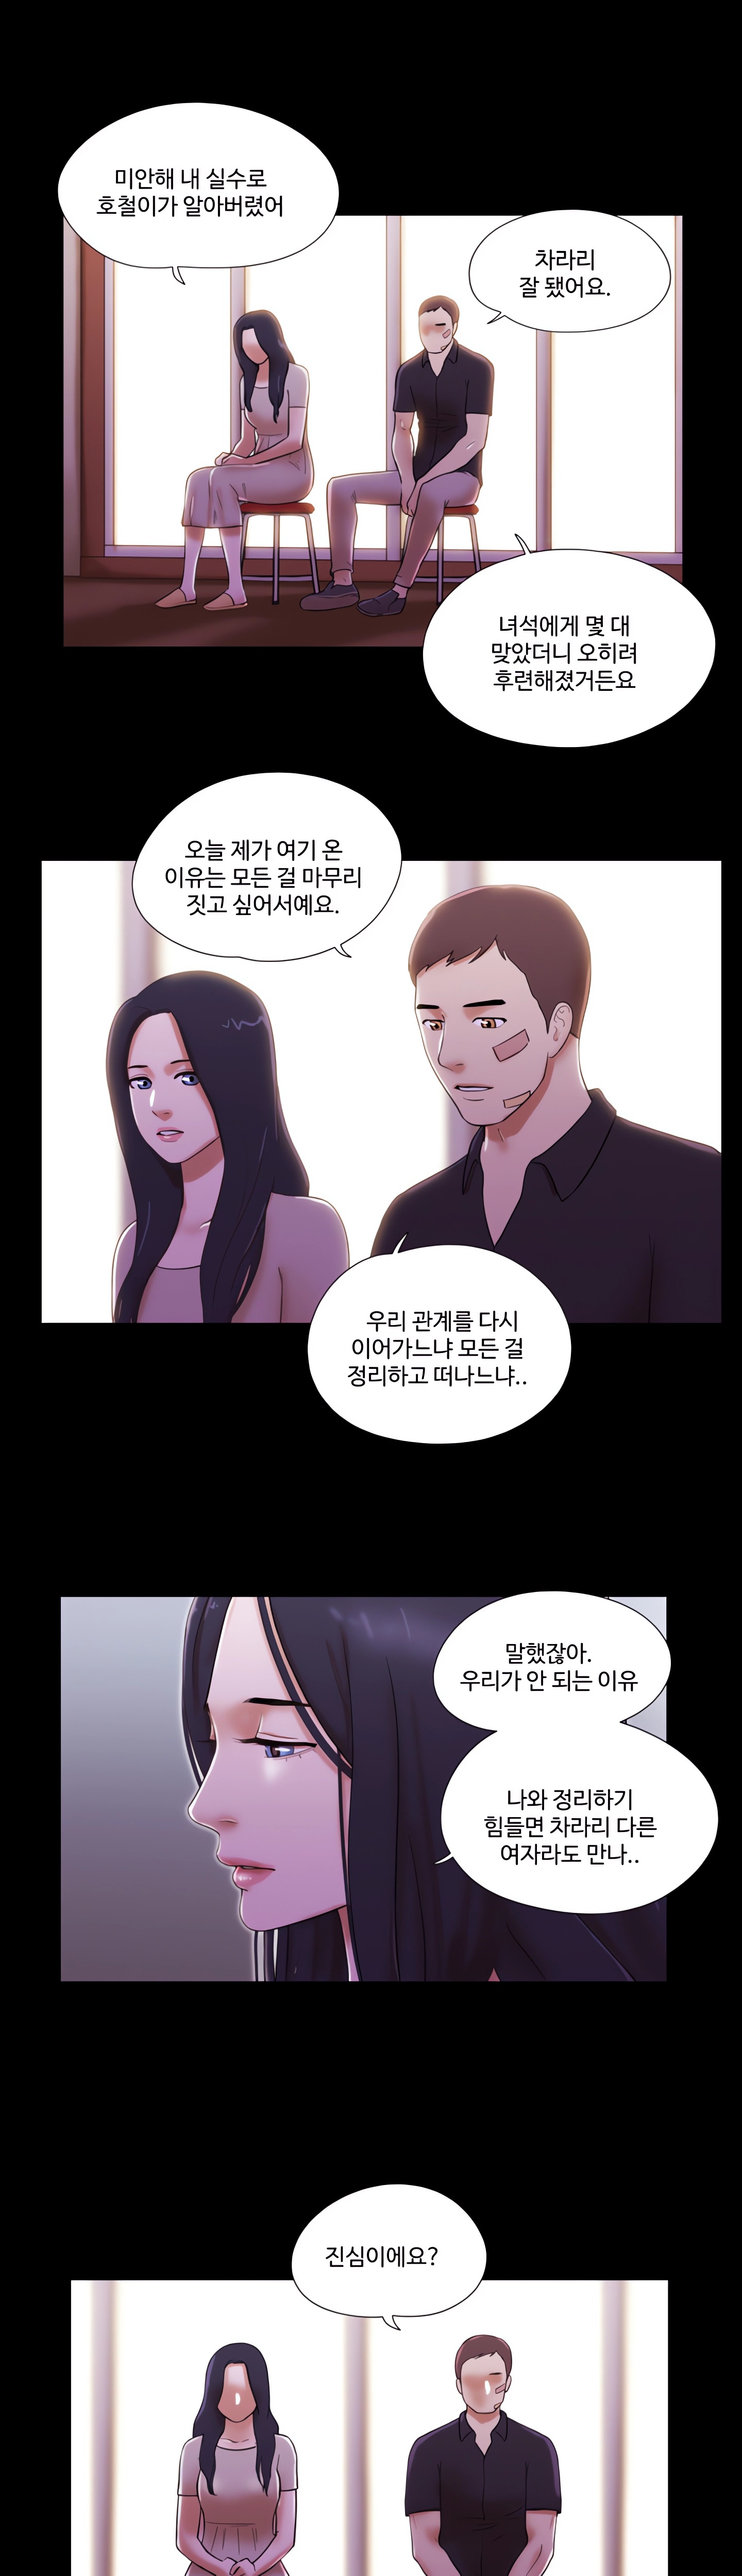 미안해 내 실수로
호철이가 알아버렸어
차라리
잘 됐어요.
녀석에게 몇 대
맞았더니 오히려
후련해졌거든요
오늘 제가 여기 온
이유는 모든 걸 마무리
짓고 싶어서예요.
우리 관계를 다시
이어가느냐 모든 걸
정리하고 떠나느냐..
말했잖아.
우리가 안 되는 이유
나와 정리하기
힘들면 차라리 다른
여자라도 만나..
진심이에요?